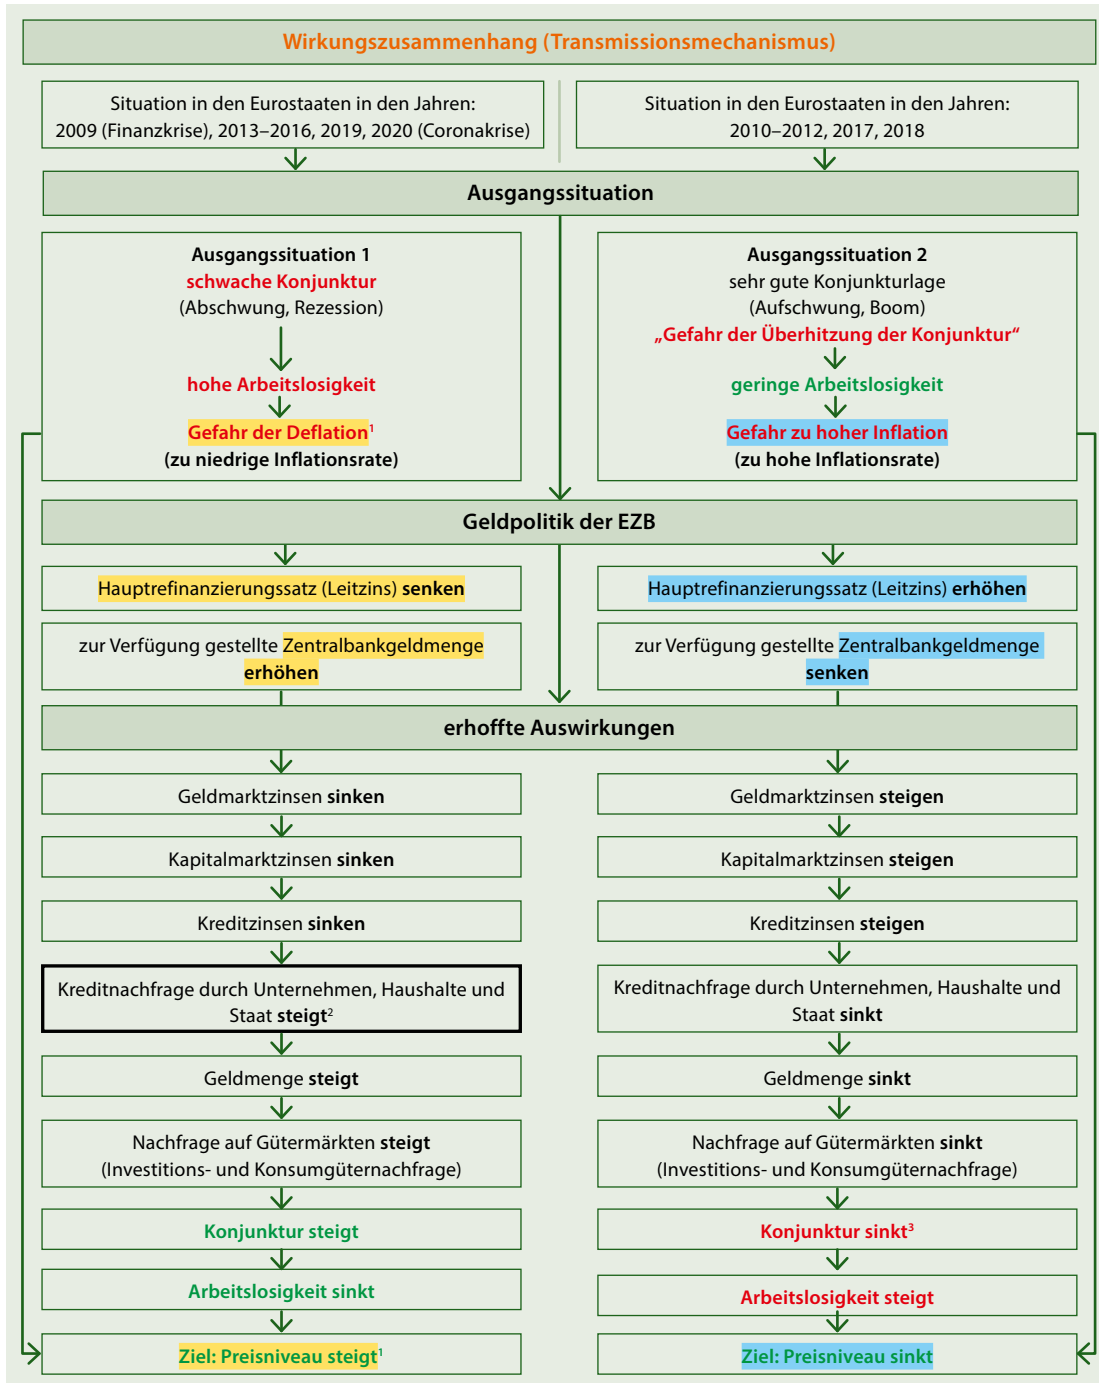 Wirkungszusammenhang (Transmissionsmechanismus)
Situation in den Eurostaaten in den Jahren:
2009 (Finanzkrise), 2013–2016, 2019, 2020 (Coronakrise)
Situation in den Eurostaaten in den Jahren:
2010–2012, 2017, 2018
Ausgangssituation
Ausgangssituation 1
schwache Konjunktur
(Abschwung, Rezession)
hohe Arbeitslosigkeit
Gefahr der Deflation¹
(zu niedrige Inflationsrate)
Ausgangssituation 2
sehr gute Konjunkturlage
(Aufschwung, Boom)
„Gefahr der Überhitzung der Konjunktur“
geringe Arbeitslosigkeit
Gefahr zu hoher Inflation
(zu hohe Inflationsrate)
Geldpolitik der EZB
Hauptrefinanzierungssatz (Leitzins) senken
zur Verfügung gestellte Zentralbankgeldmenge
erhöhen
Hauptrefinanzierungssatz (Leitzins) erhöhen
zur Verfügung gestellte Zentralbankgeldmenge
senken
erhoffte Auswirkungen
Geldmarktzinsen sinken
Kapitalmarktzinsen sinken
Kreditzinsen sinken
Kreditnachfrage durch Unternehmen, Haushalte und
Staat steigt²
Geldmenge steigt
Nachfrage auf Gütermärkten steigt
(Investitions- und Konsumgüternachfrage)
Konjunktur steigt
Arbeitslosigkeit sinkt
Ziel: Preisniveau steigt¹
Geldmarktzinsen steigen
Kapitalmarktzinsen steigen
Kreditzinsen steigen
Kreditnachfrage durch Unternehmen, Haushalte und
Staat sinkt
Geldmenge sinkt
Nachfrage auf Gütermärkten sinkt
(Investitions- und Konsumgüternachfrage)
Konjunktur sinkt³
Arbeitslosigkeit steigt
Ziel: Preisniveau sinkt